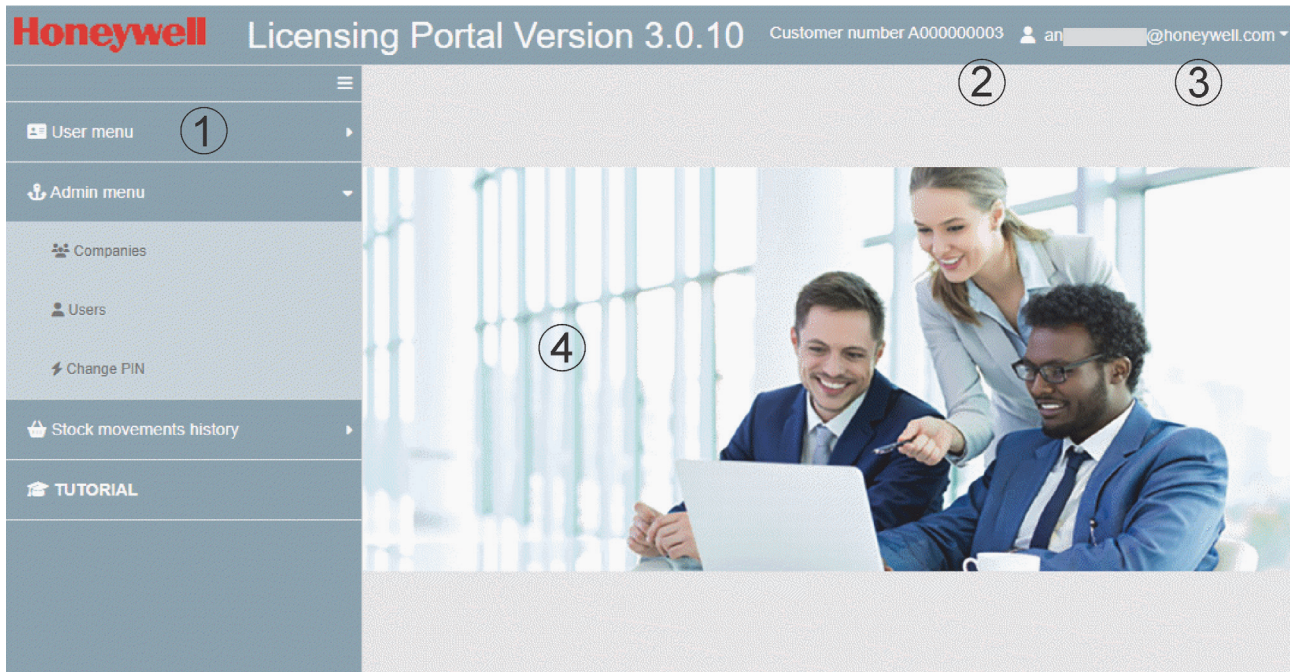 Honeywell Licensing Portal Version 3.0.10 Customer number A000000003 an @honeywell.com
2 3
User menu 1
Admin menu
Companies
Users
4
Change PIN
Stock movements history
TUTORIAL